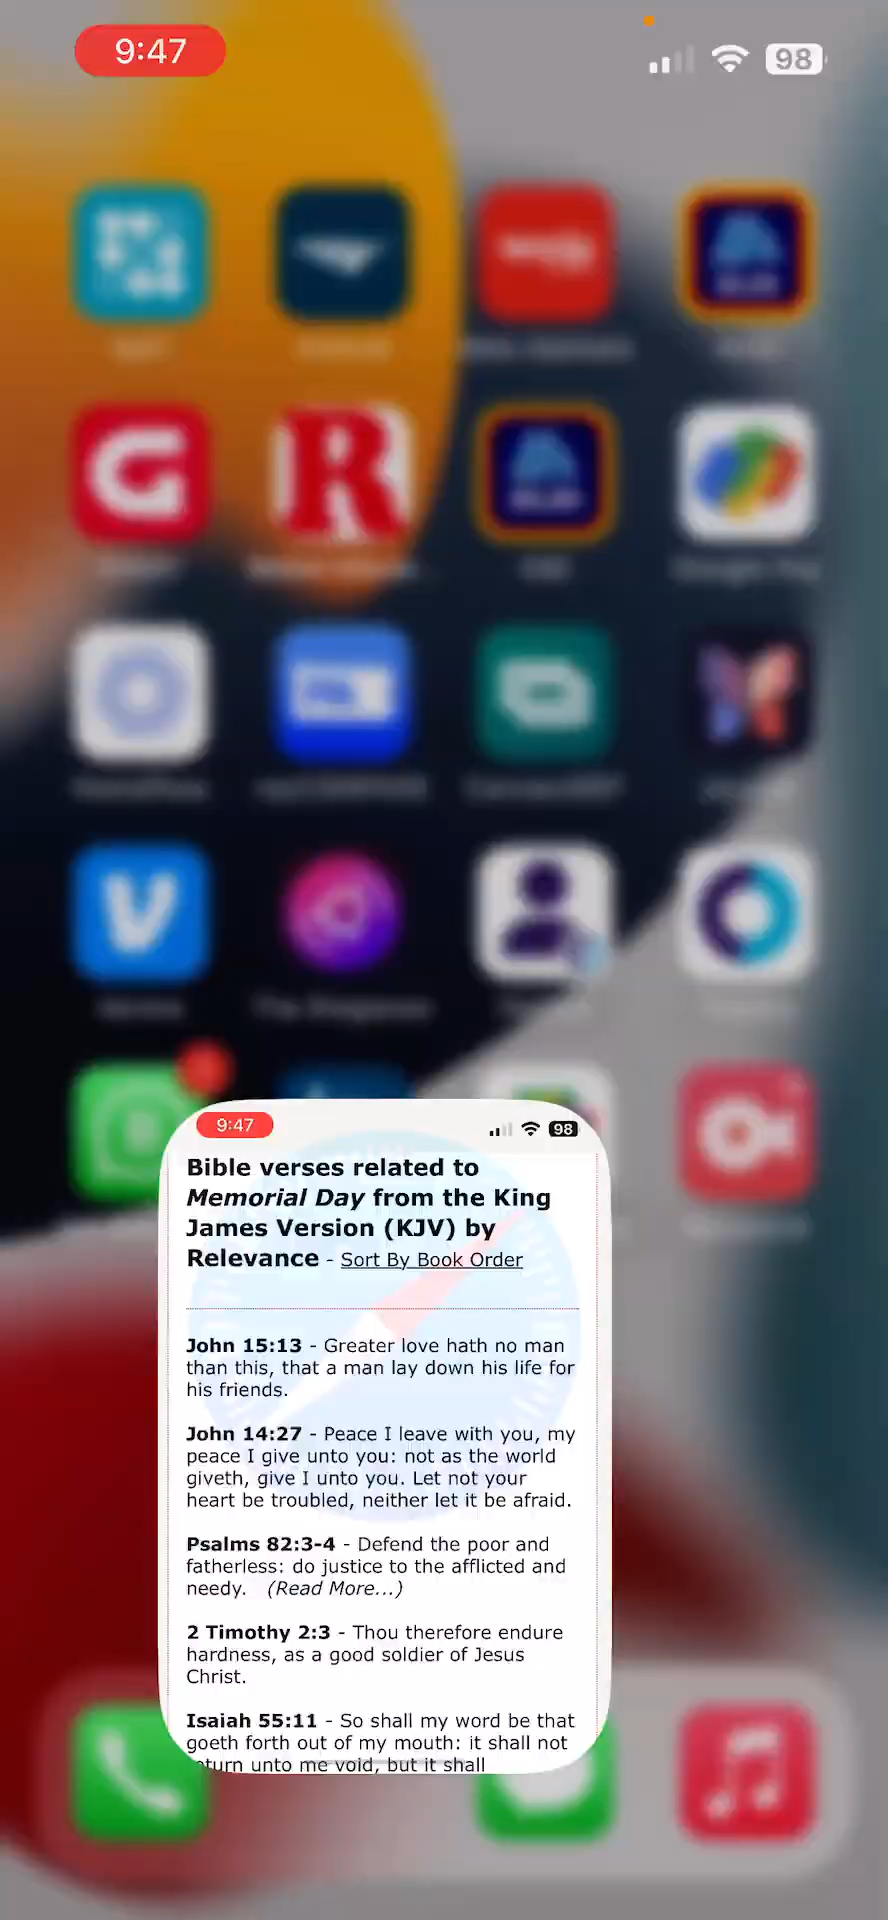 9:47
98
G
R
V
9:47
98
Bible verses related to
Memorial Day from the King
James Version (KJV) by
Relevance - Sort By Book Order
John 15:13 - Greater love hath no man
than this, that a man lay down his life for
his friends.
John 14:27 - Peace I leave with you, my
peace I give unto you: not as the world
giveth, give I unto you. Let not your
heart be troubled, neither let it be afraid.
Psalms 82:3-4 - Defend the poor and
fatherless: do justice to the afflicted and
needy. (Read More...)
2 Timothy 2:3 - Thou therefore endure
hardness, as a good soldier of Jesus
Christ.
Isaiah 55:11 - So shall my word be that
goeth forth out of my mouth: it shall not
return unto me void, but it shall